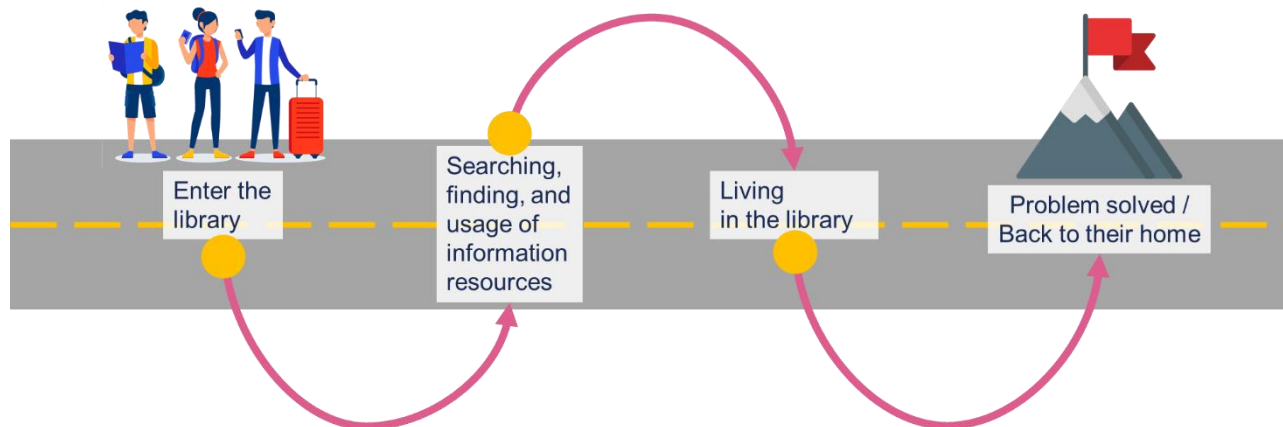 Enter the
library
Searching,
finding, and
usage of
information
resources
Living
in the library
Problem solved /
Back to their home